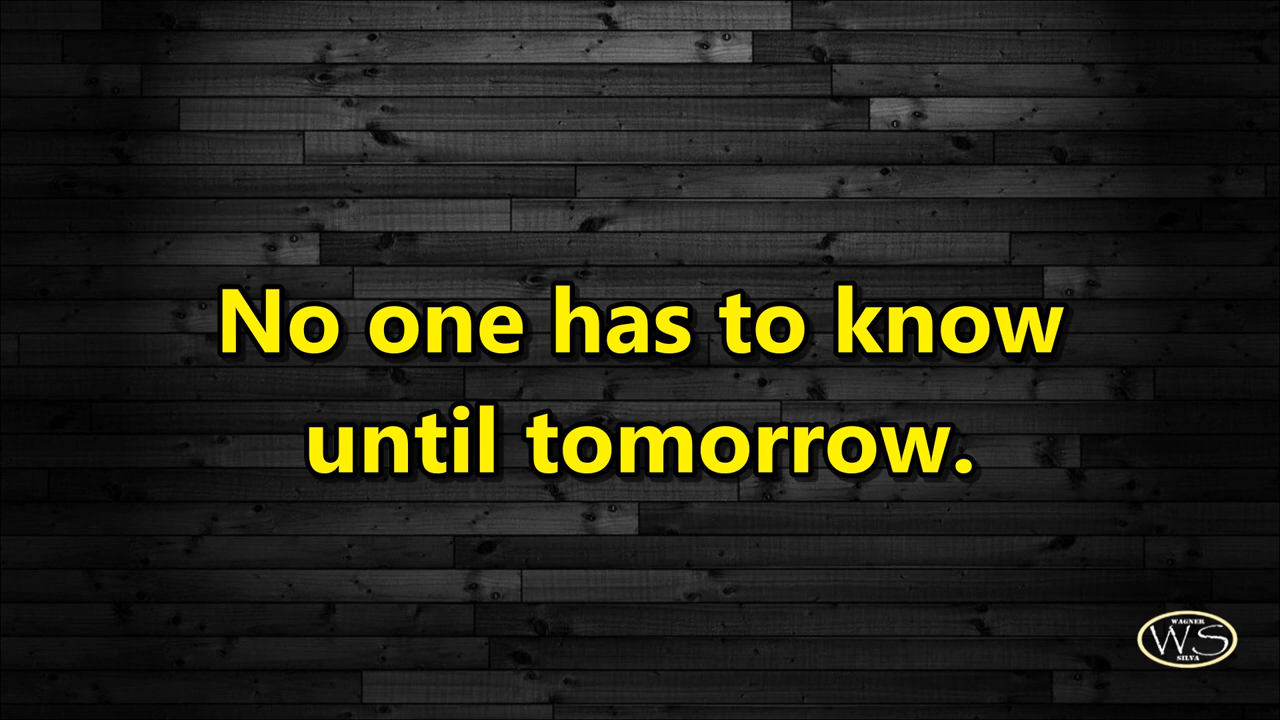 No one has to know
until tomorrow.
WAGNER
WS
SILVA